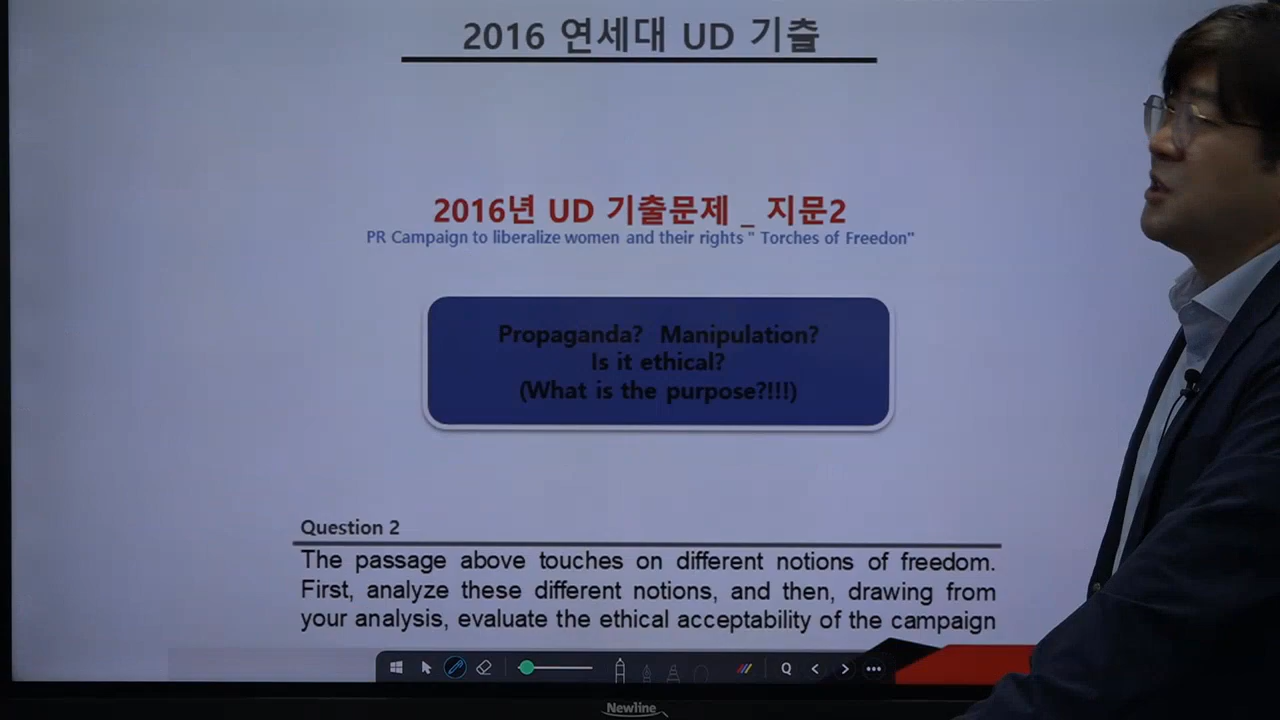 2016 연세대 UD 기출
2016년 UD 기출문제 _ 지문2
PR Campaign to liberalize women and their rights " Torches of Freedon"
Propaganda? Manipulation?
Is it ethical?
(What is the purpose?!!!)
Question 2
The passage above touches on different notions of freedom.
First, analyze these different notions, and then, drawing from
your analysis, evaluate the ethical acceptability of the campaign
Newline